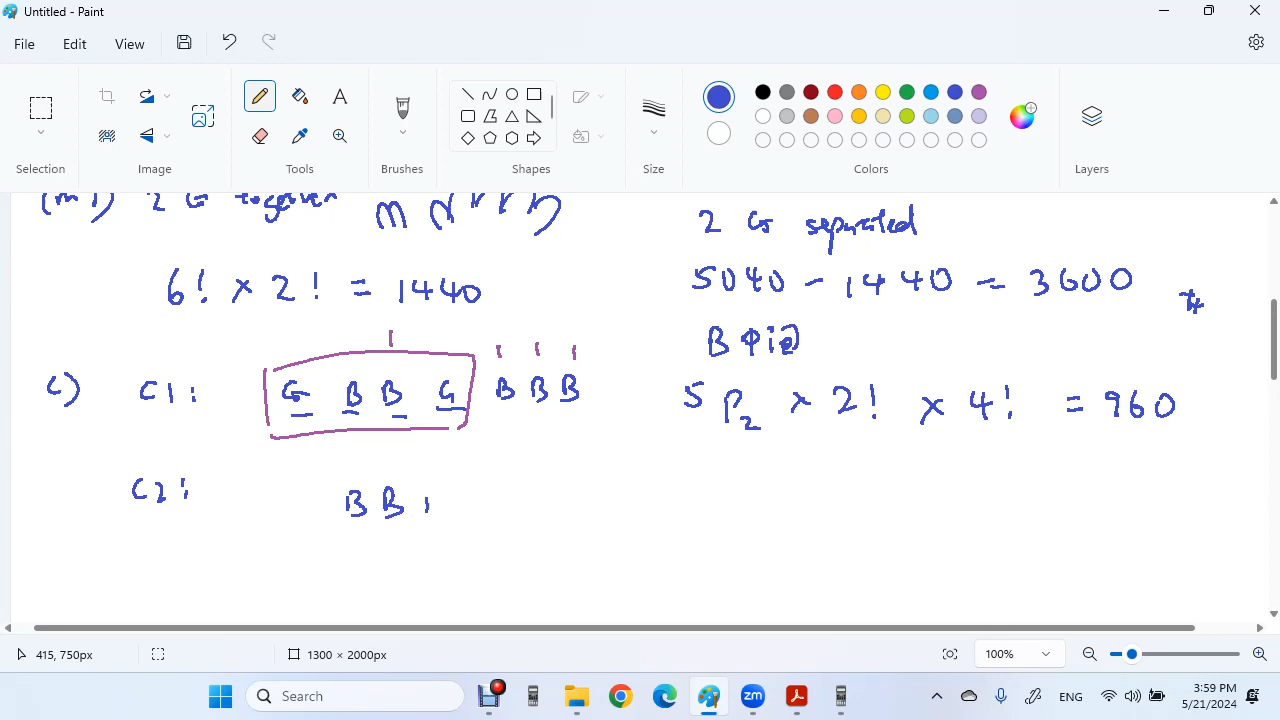 Untitled - Paint
File Edit View
A
Selection Image Tools Brushes Shapes Size Colors Layers
2 G together
2 Gs separated
6! × 2! = 1440
5040 - 1440 = 3600
B
c) C1: G B B G B B B
5P2 × 2! × 4! = 960
C2: B B
415, 750px
1300 × 2000px
100%
Search
ENG
3:59 PM
5/21/2024